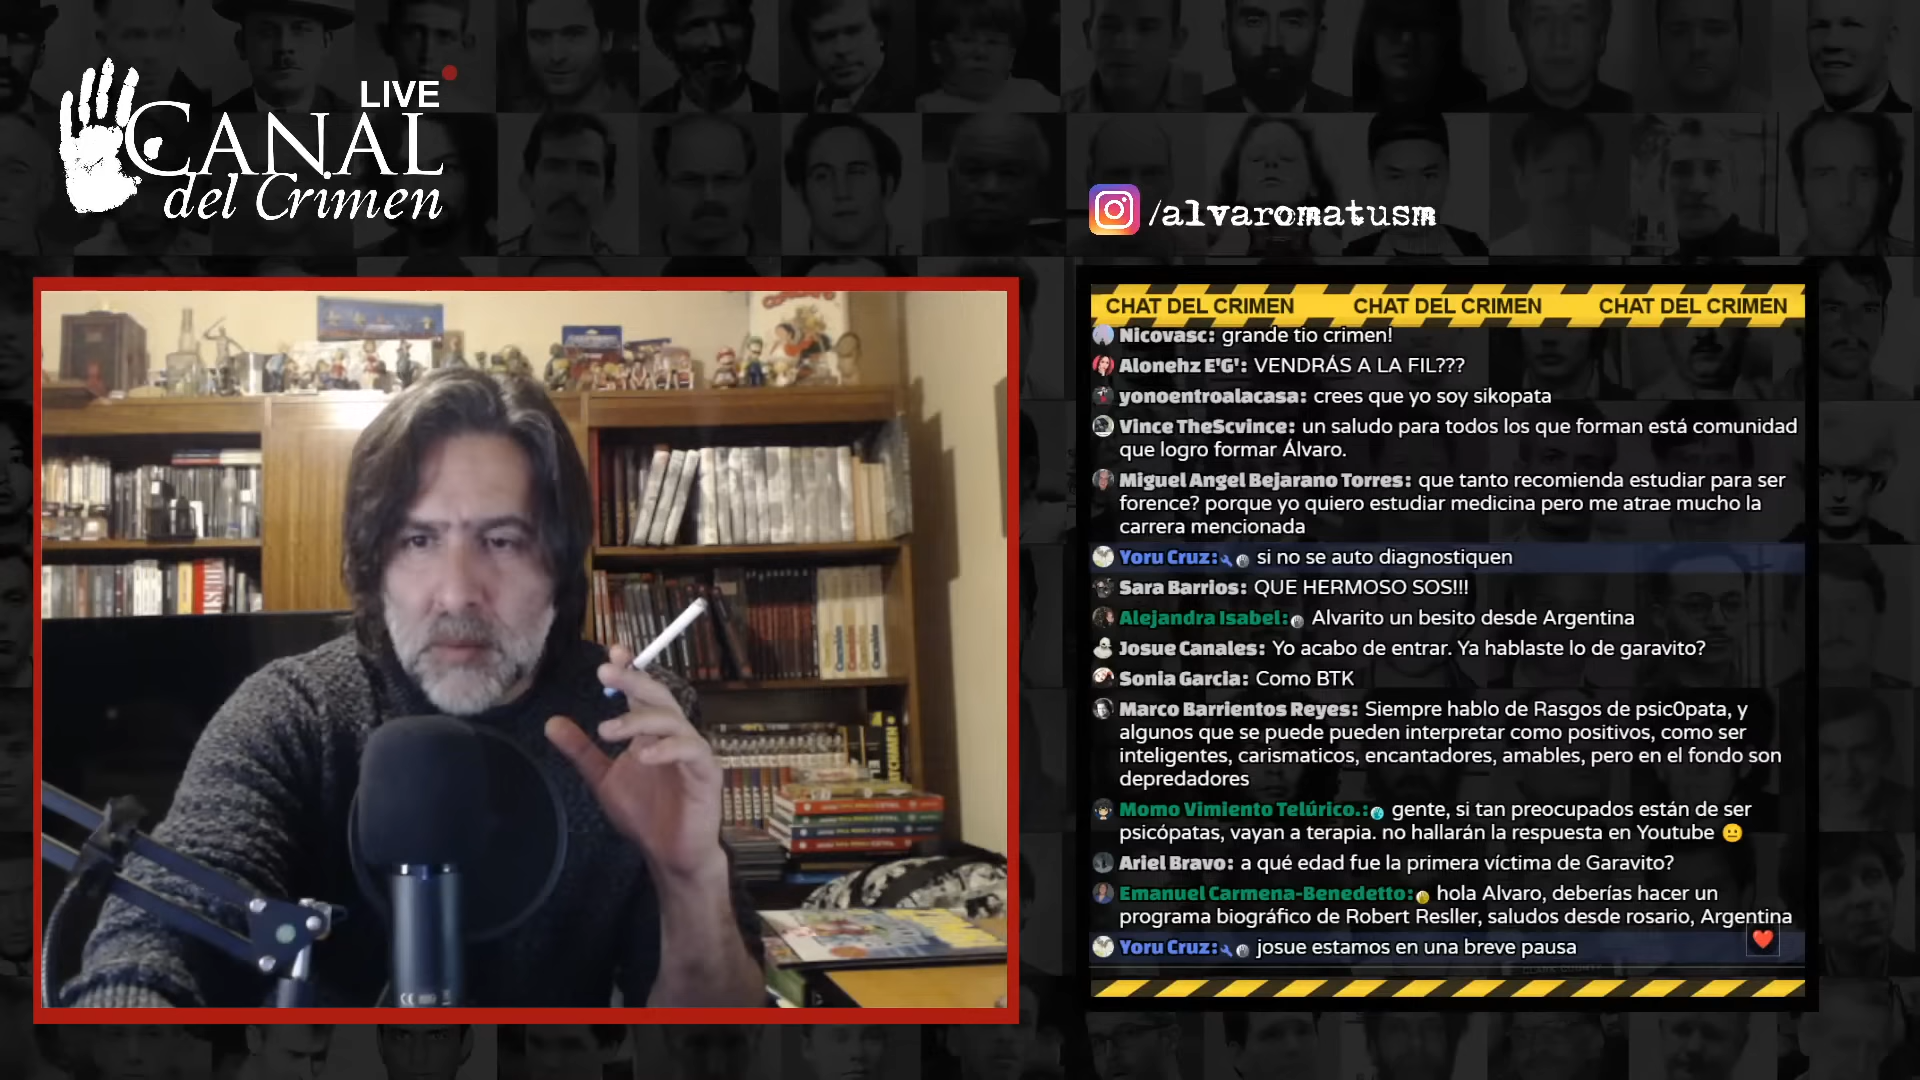 LIVE
CANAL
del Crimen
/alvaromatusm
CHAT DEL CRIMEN CHAT DEL CRIMEN CHAT DEL CRIMEN
Nicovasc: grande tio crimen!
Alonehz E'G': VENDRÁS A LA FIL???
yonoentroalacasa: crees que yo soy sikopata
Vince TheScvince: un saludo para todos los que forman está comunidad
que logro formar Álvaro.
Miguel Angel Bejarano Torres: que tanto recomienda estudiar para ser
forence? porque yo quiero estudiar medicina pero me atrae mucho la
carrera mencionada
Yoru Cruz: si no se auto diagnostiquen
Sara Barrios: QUE HERMOSO SOS!!!
Alejandra Isabel: Alvarito un besito desde Argentina
Josue Canales: Yo acabo de entrar. Ya hablaste lo de garavito?
Sonia Garcia: Como BTK
Marco Barrientos Reyes: Siempre hablo de Rasgos de psic0pata, y
algunos que se puede pueden interpretar como positivos, como ser
inteligentes, carismaticos, encantadores, amables, pero en el fondo son
depredadores
Momo Vimiento Telúrico.: gente, si tan preocupados están de ser
psicópatas, vayan a terapia. no hallarán la respuesta en Youtube 😐
Ariel Bravo: a qué edad fue la primera víctima de Garavito?
Emanuel Carmena-Benedetto: hola Alvaro, deberías hacer un
programa biográfico de Robert Resller, saludos desde rosario, Argentina
Yoru Cruz: josue estamos en una breve pausa